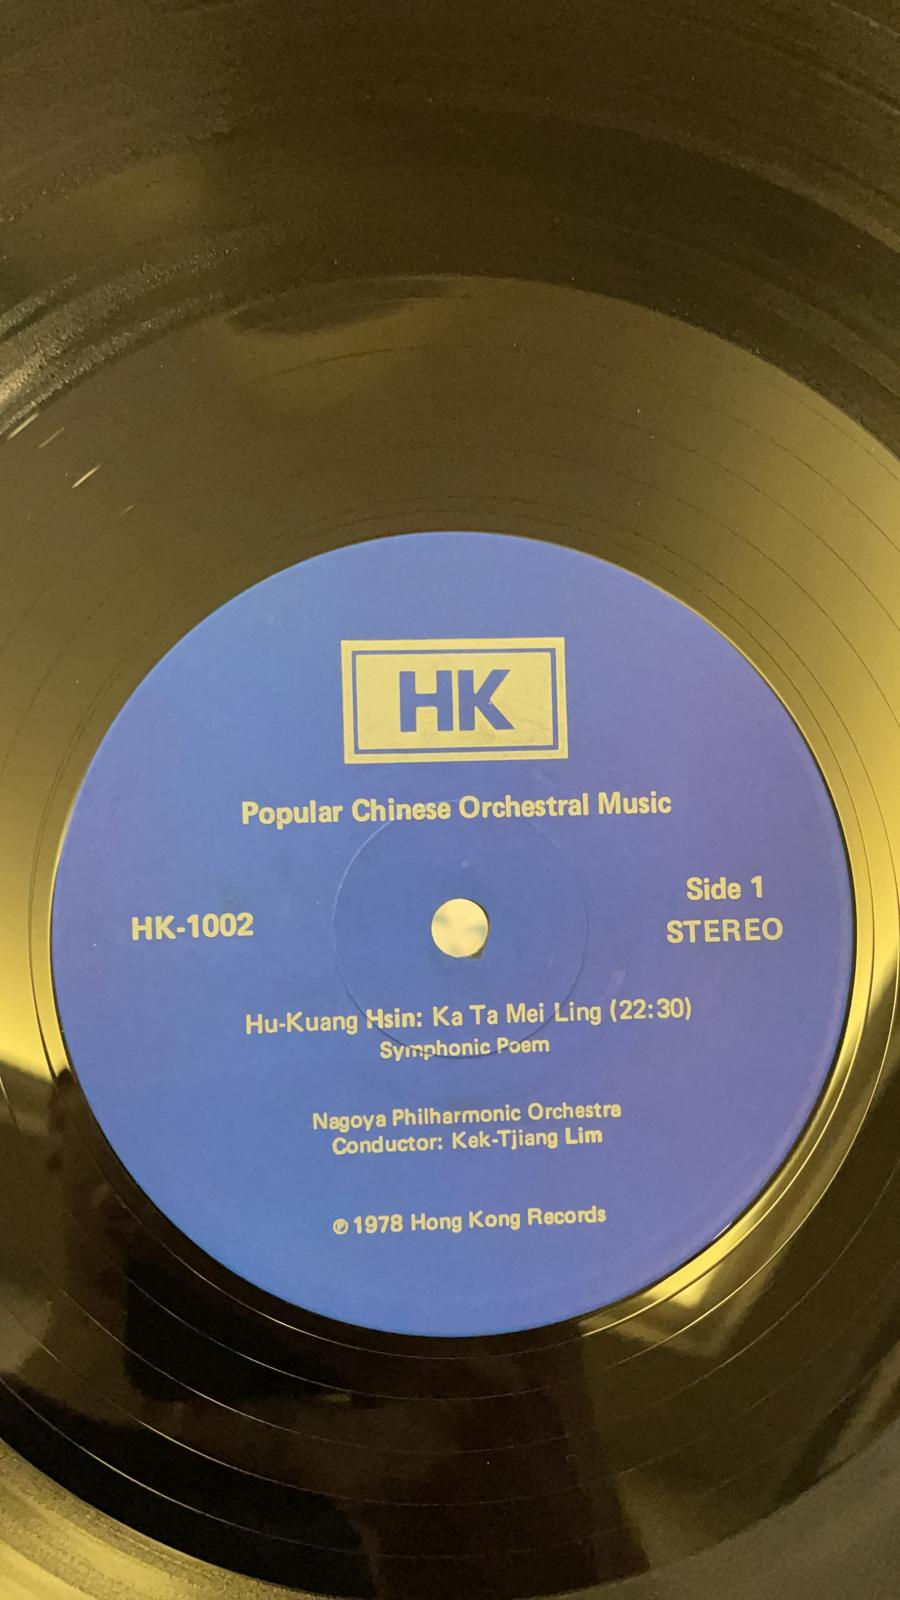 HK
Popular Chinese Orchestral Music
Side 1
HK-1002
STEREO
Hu-Kuang Hsin: Ka Ta Mei Ling (22:30)
Symphonic Poem
Nagoya Philharmonic Orchestra
Conductor: Kek-Tjiang Lim
℗ 1978 Hong Kong Records